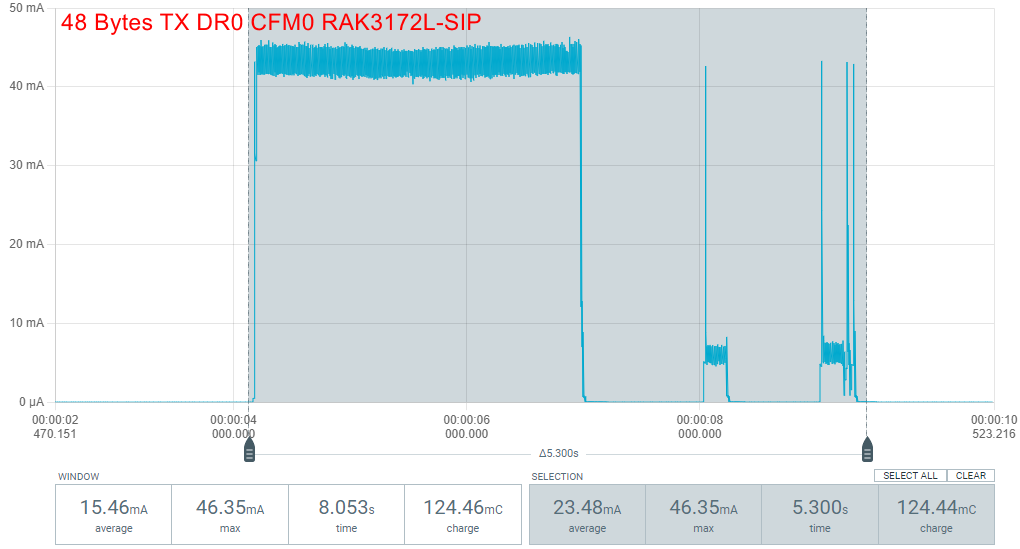 50 mA
48 Bytes TX DR0 CFM0 RAK3172L-SIP
40 mA
30 mA
20 mA
10 mA
0 µA
00:00:02 00:00:04 00:00:06 00:00:08 00:00:10
470.151 000.000 000.000 000.000 523.216
Δ5.300s
WINDOW SELECTION SELECT ALL CLEAR
15.46mA 46.35mA 8.053s 124.46mC 23.48mA 46.35mA 5.300s 124.44mC
average max time charge average max time charge